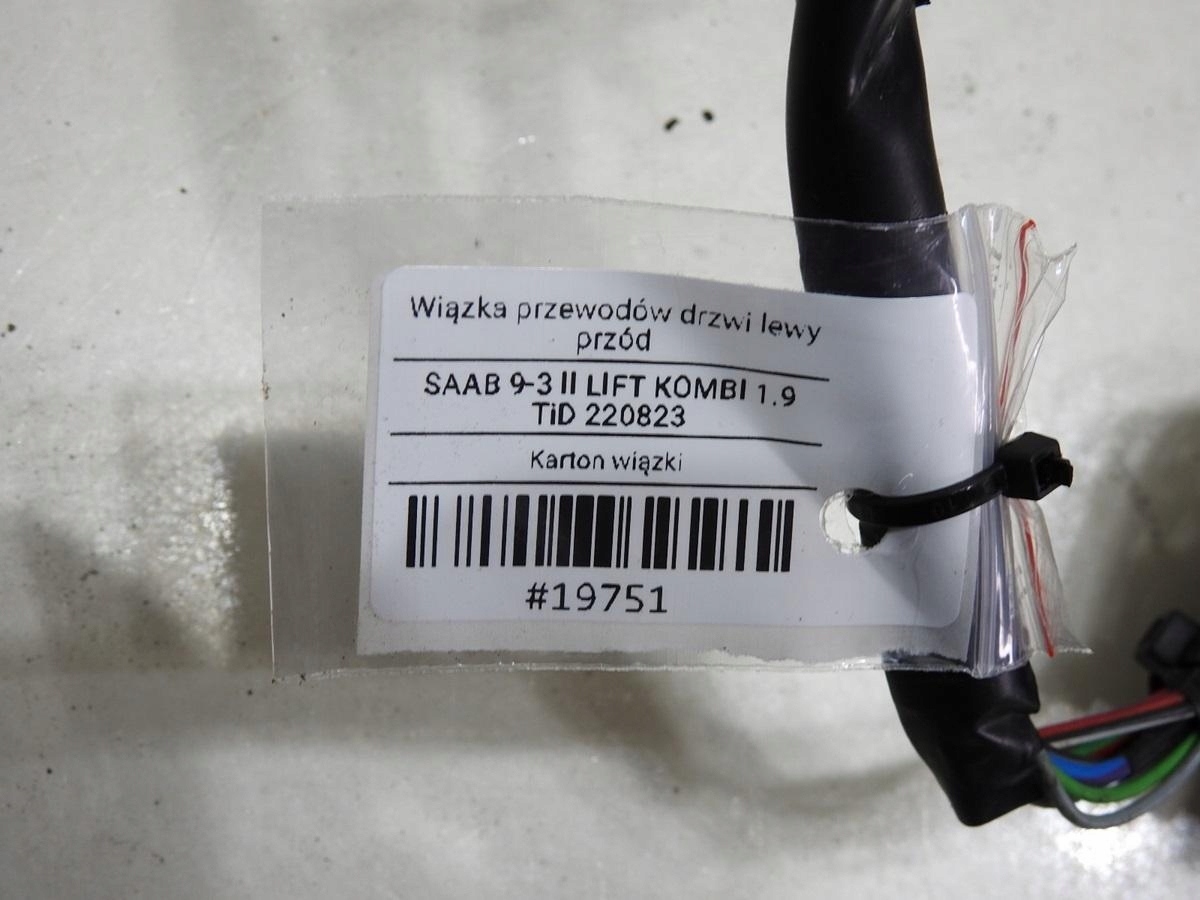 Wiązka przewodów drzwi lewy
przód
SAAB 9-3 II LIFT KOMBI 1.9
TiD 220823
Karton wiązki
#19751